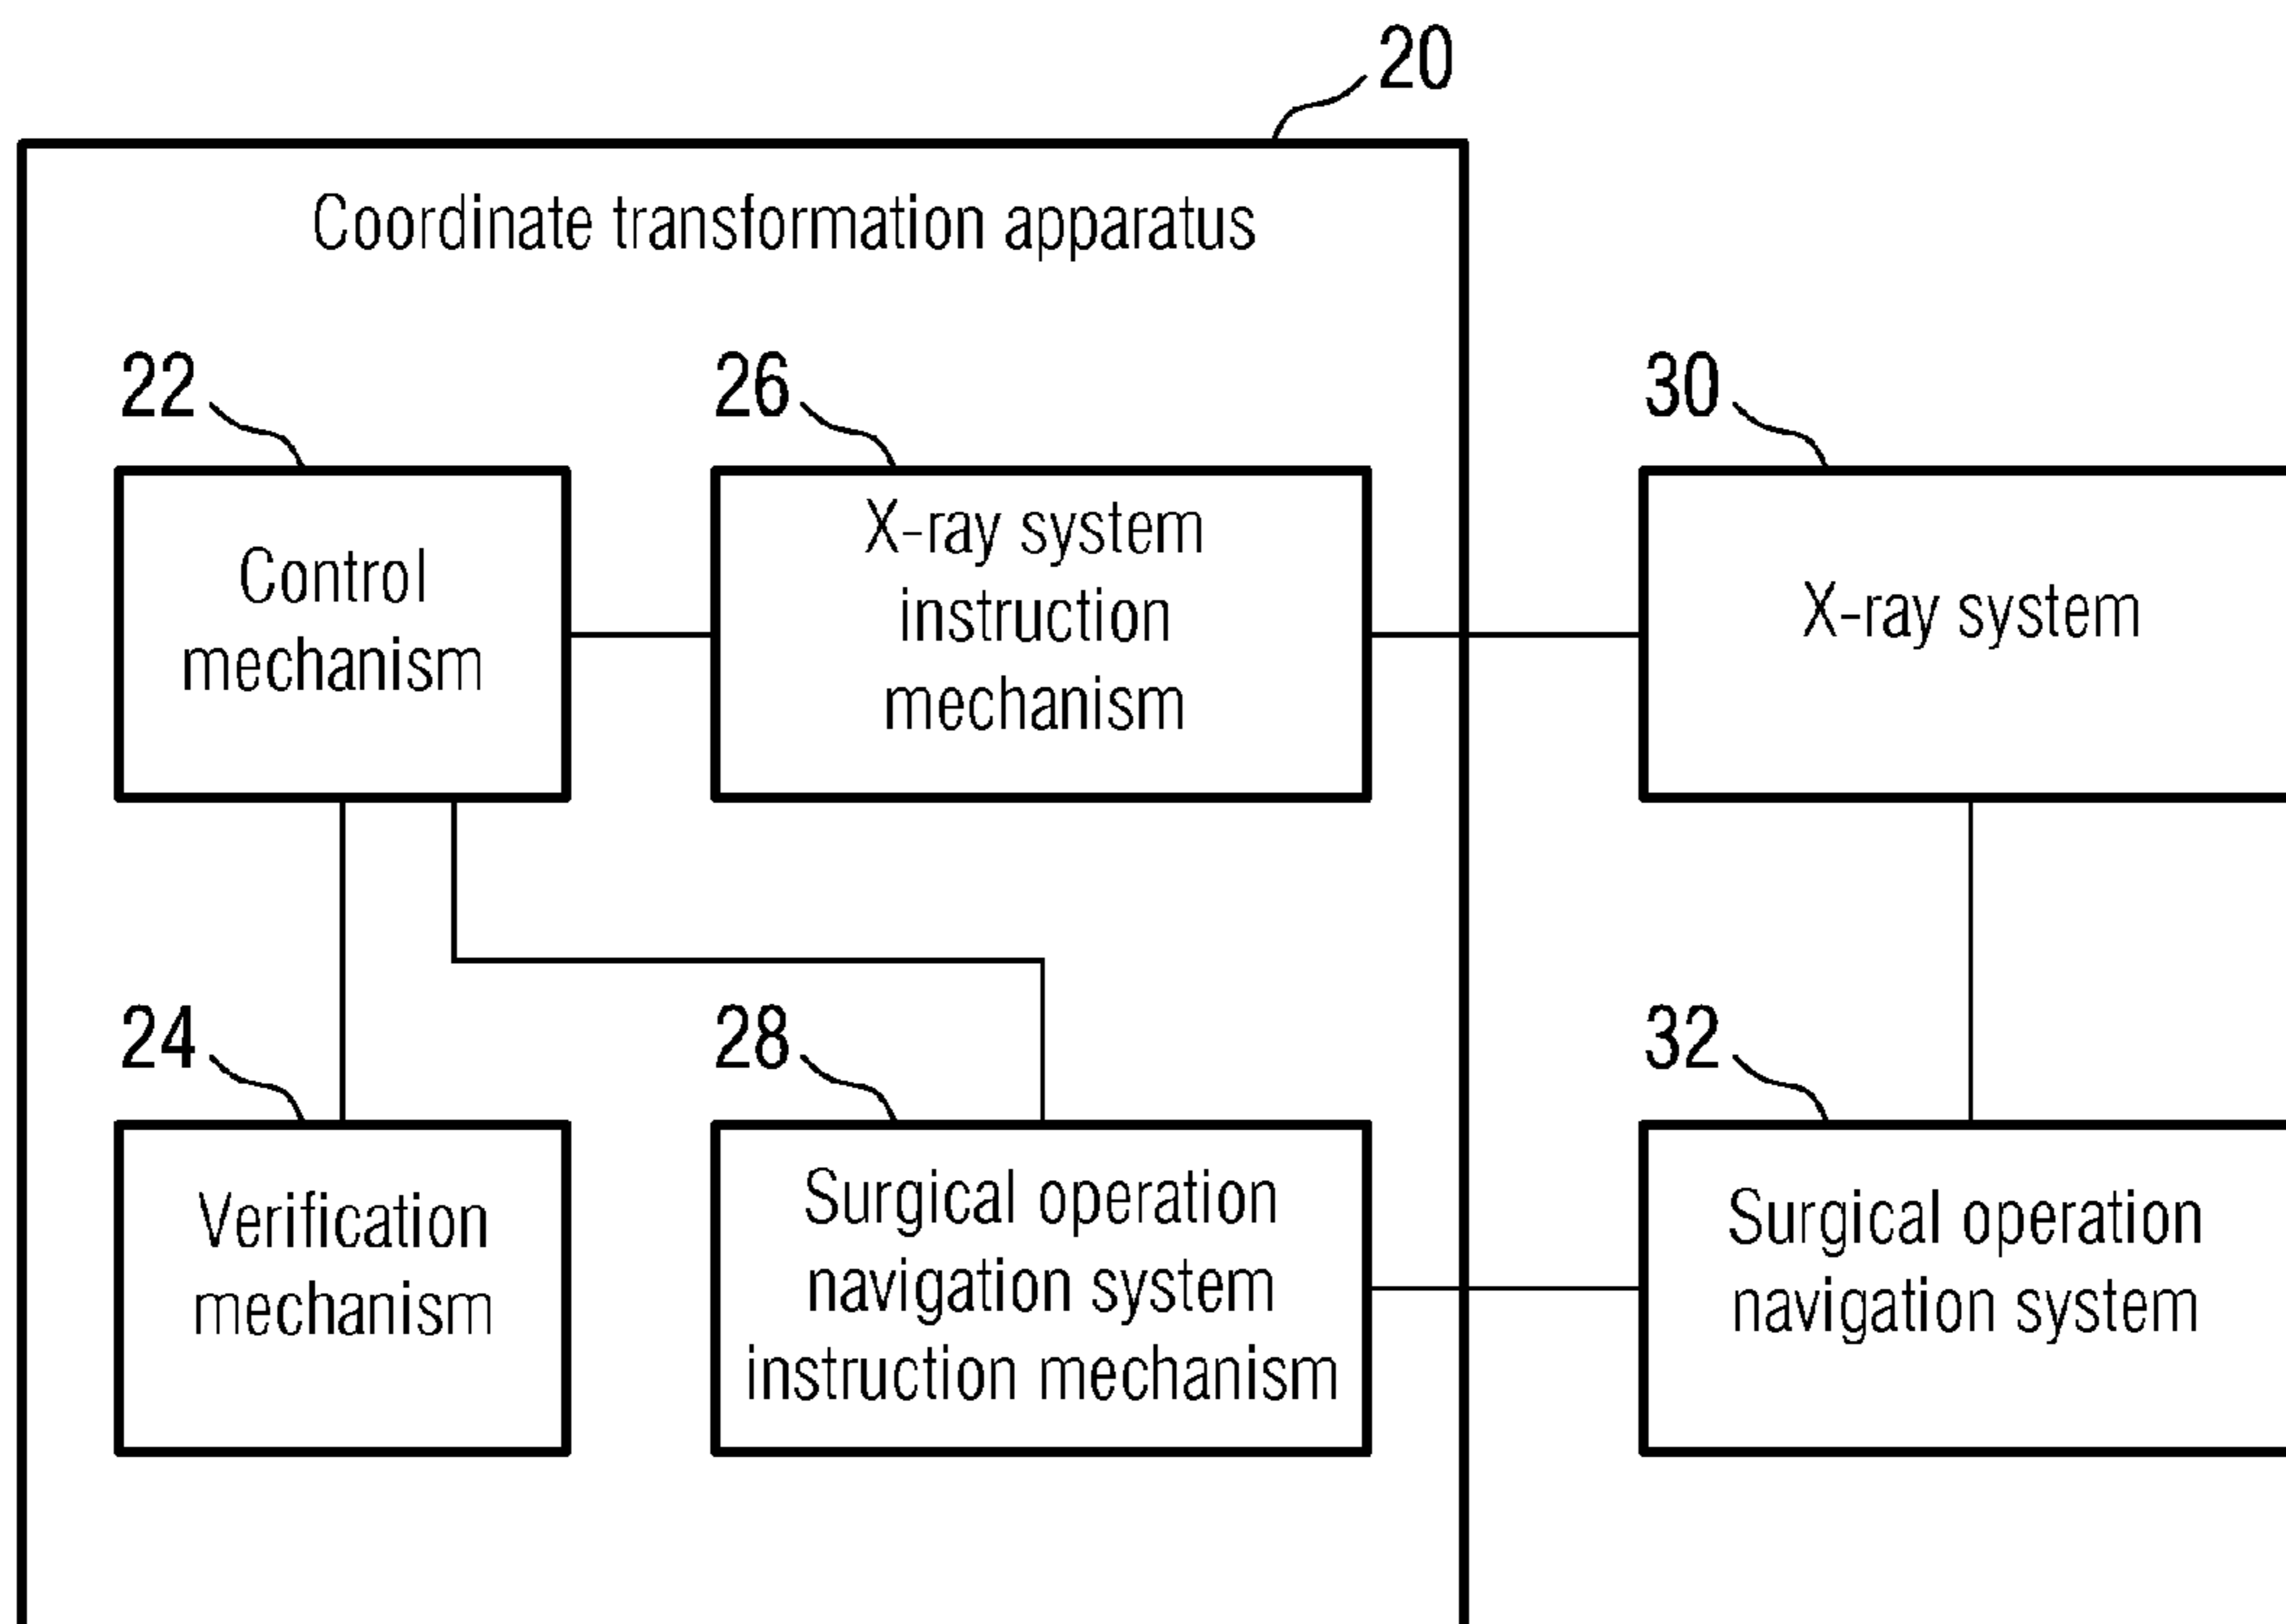 20
Coordinate transformation apparatus
22
26
30
Control
mechanism
X-ray system
instruction
mechanism
X-ray system
24
28
32
Verification
mechanism
Surgical operation
navigation system
instruction mechanism
Surgical operation
navigation system